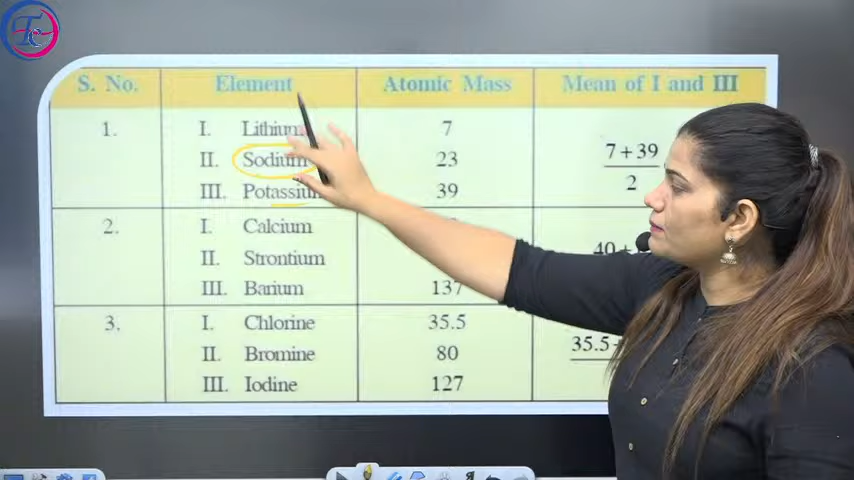 S. No. Element Atomic Mass Mean of I and III
1. I. Lithium 7
II. Sodium 23 7 + 39
III. 39 2
2. I. Calcium
II. Strontium 40 +
III. Barium 137
3. I. Chlorine 35.5
II. Bromine 80 35.5 +
III. Iodine 127